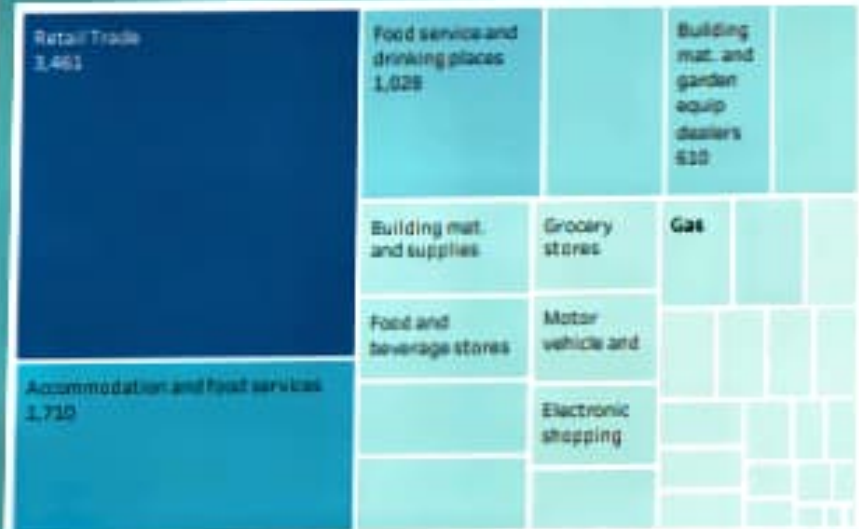 Retail Trade
3,461
Food service and
drinking places
1,028
Building
mat. and
garden
equip
dealers
610
Building mat.
and supplies
Grocery
stores
Gas
Food and
beverage stores
Motor
vehicle and
Accommodation and food services
1,710
Electronic
shopping